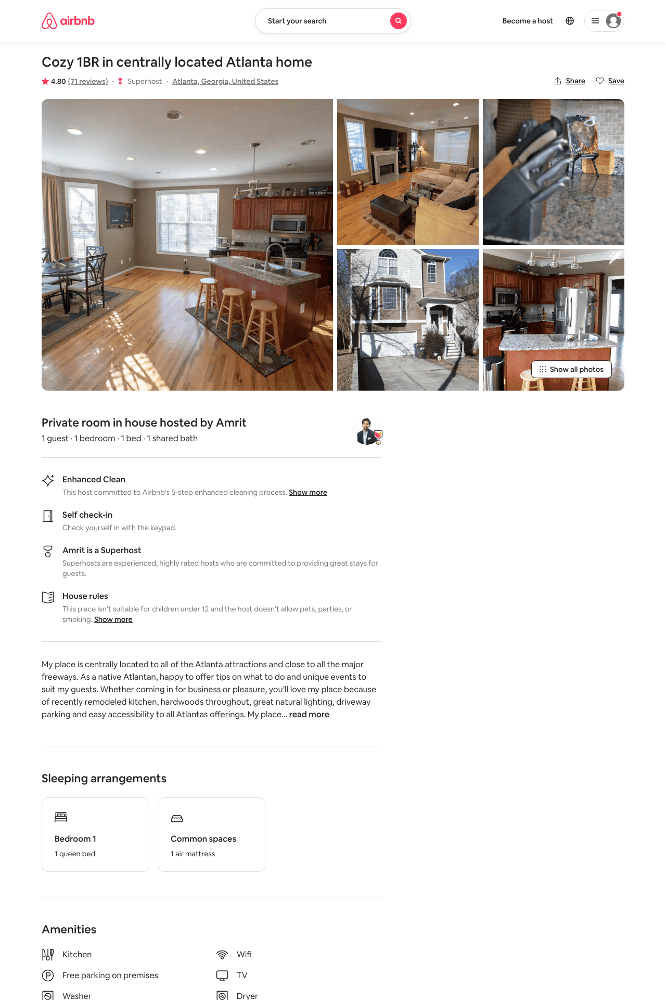 airbnb
Start your search
Become a host
Cozy 1BR in centrally located Atlanta home
4.80 (71 reviews) · Superhost · Atlanta, Georgia, United States
Share
Save
Show all photos
Private room in house hosted by Amrit
1 guest · 1 bedroom · 1 bed · 1 shared bath
Enhanced Clean
This host committed to Airbnb's 5-step enhanced cleaning process. Show more
Self check-in
Check yourself in with the keypad.
Amrit is a Superhost
Superhosts are experienced, highly rated hosts who are committed to providing great stays for
guests.
House rules
This place isn’t suitable for children under 12 and the host doesn’t allow pets, parties, or
smoking. Show more
My place is centrally located to all of the Atlanta attractions and close to all the major
freeways. As a native Atlantan, happy to offer tips on what to do and unique events to
suit my guests. Whether coming in for business or pleasure, you’ll love my place because
of recently remodeled kitchen, hardwoods throughout, great natural lighting, driveway
parking and easy accessibility to all Atlantas offerings. My place... read more
Sleeping arrangements
Bedroom 1
1 queen bed
Common spaces
1 air mattress
Amenities
Kitchen
Wifi
Free parking on premises
TV
Washer
Dryer